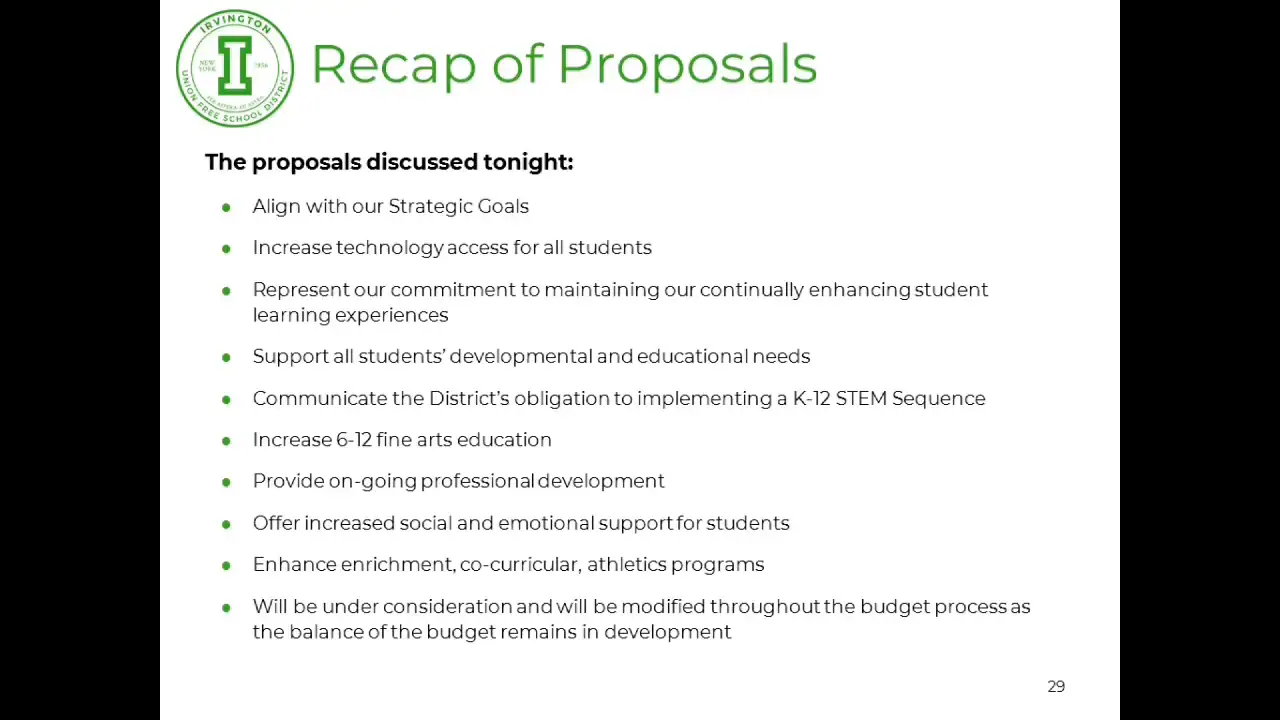 IRVINGTON
NEW YORK
UNION FREE SCHOOL DISTRICT
I
Recap of Proposals
The proposals discussed tonight:
● Align with our Strategic Goals
● Increase technology access for all students
● Represent our commitment to maintaining our continually enhancing student
learning experiences
● Support all students’ developmental and educational needs
● Communicate the District’s obligation to implementing a K-12 STEM Sequence
● Increase 6-12 fine arts education
● Provide on-going professional development
● Offer increased social and emotional support for students
● Enhance enrichment, co-curricular, athletics programs
● Will be under consideration and will be modified throughout the budget process as
the balance of the budget remains in development
29